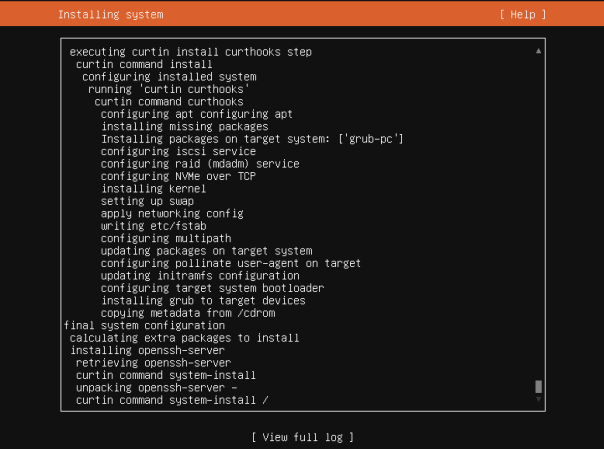 Installing system [ Help ]
executing curtin install curthooks step
curtin command install
configuring installed system
running 'curtin curthooks'
curtin command curthooks
configuring apt configuring apt
installing missing packages
Installing packages on target system: ['grub-pc']
configuring iscsi service
configuring raid (mdadm) service
configuring NVMe over TCP
installing kernel
setting up swap
apply networking config
writing etc/fstab
configuring multipath
updating packages on target system
configuring pollinate user-agent on target
updating initramfs configuration
configuring target system bootloader
installing grub to target devices
copying metadata from /cdrom
final system configuration
calculating extra packages to install
installing openssh-server
retrieving openssh-server
curtin command system-install
unpacking openssh-server -
curtin command system-install /
[ View full log ]